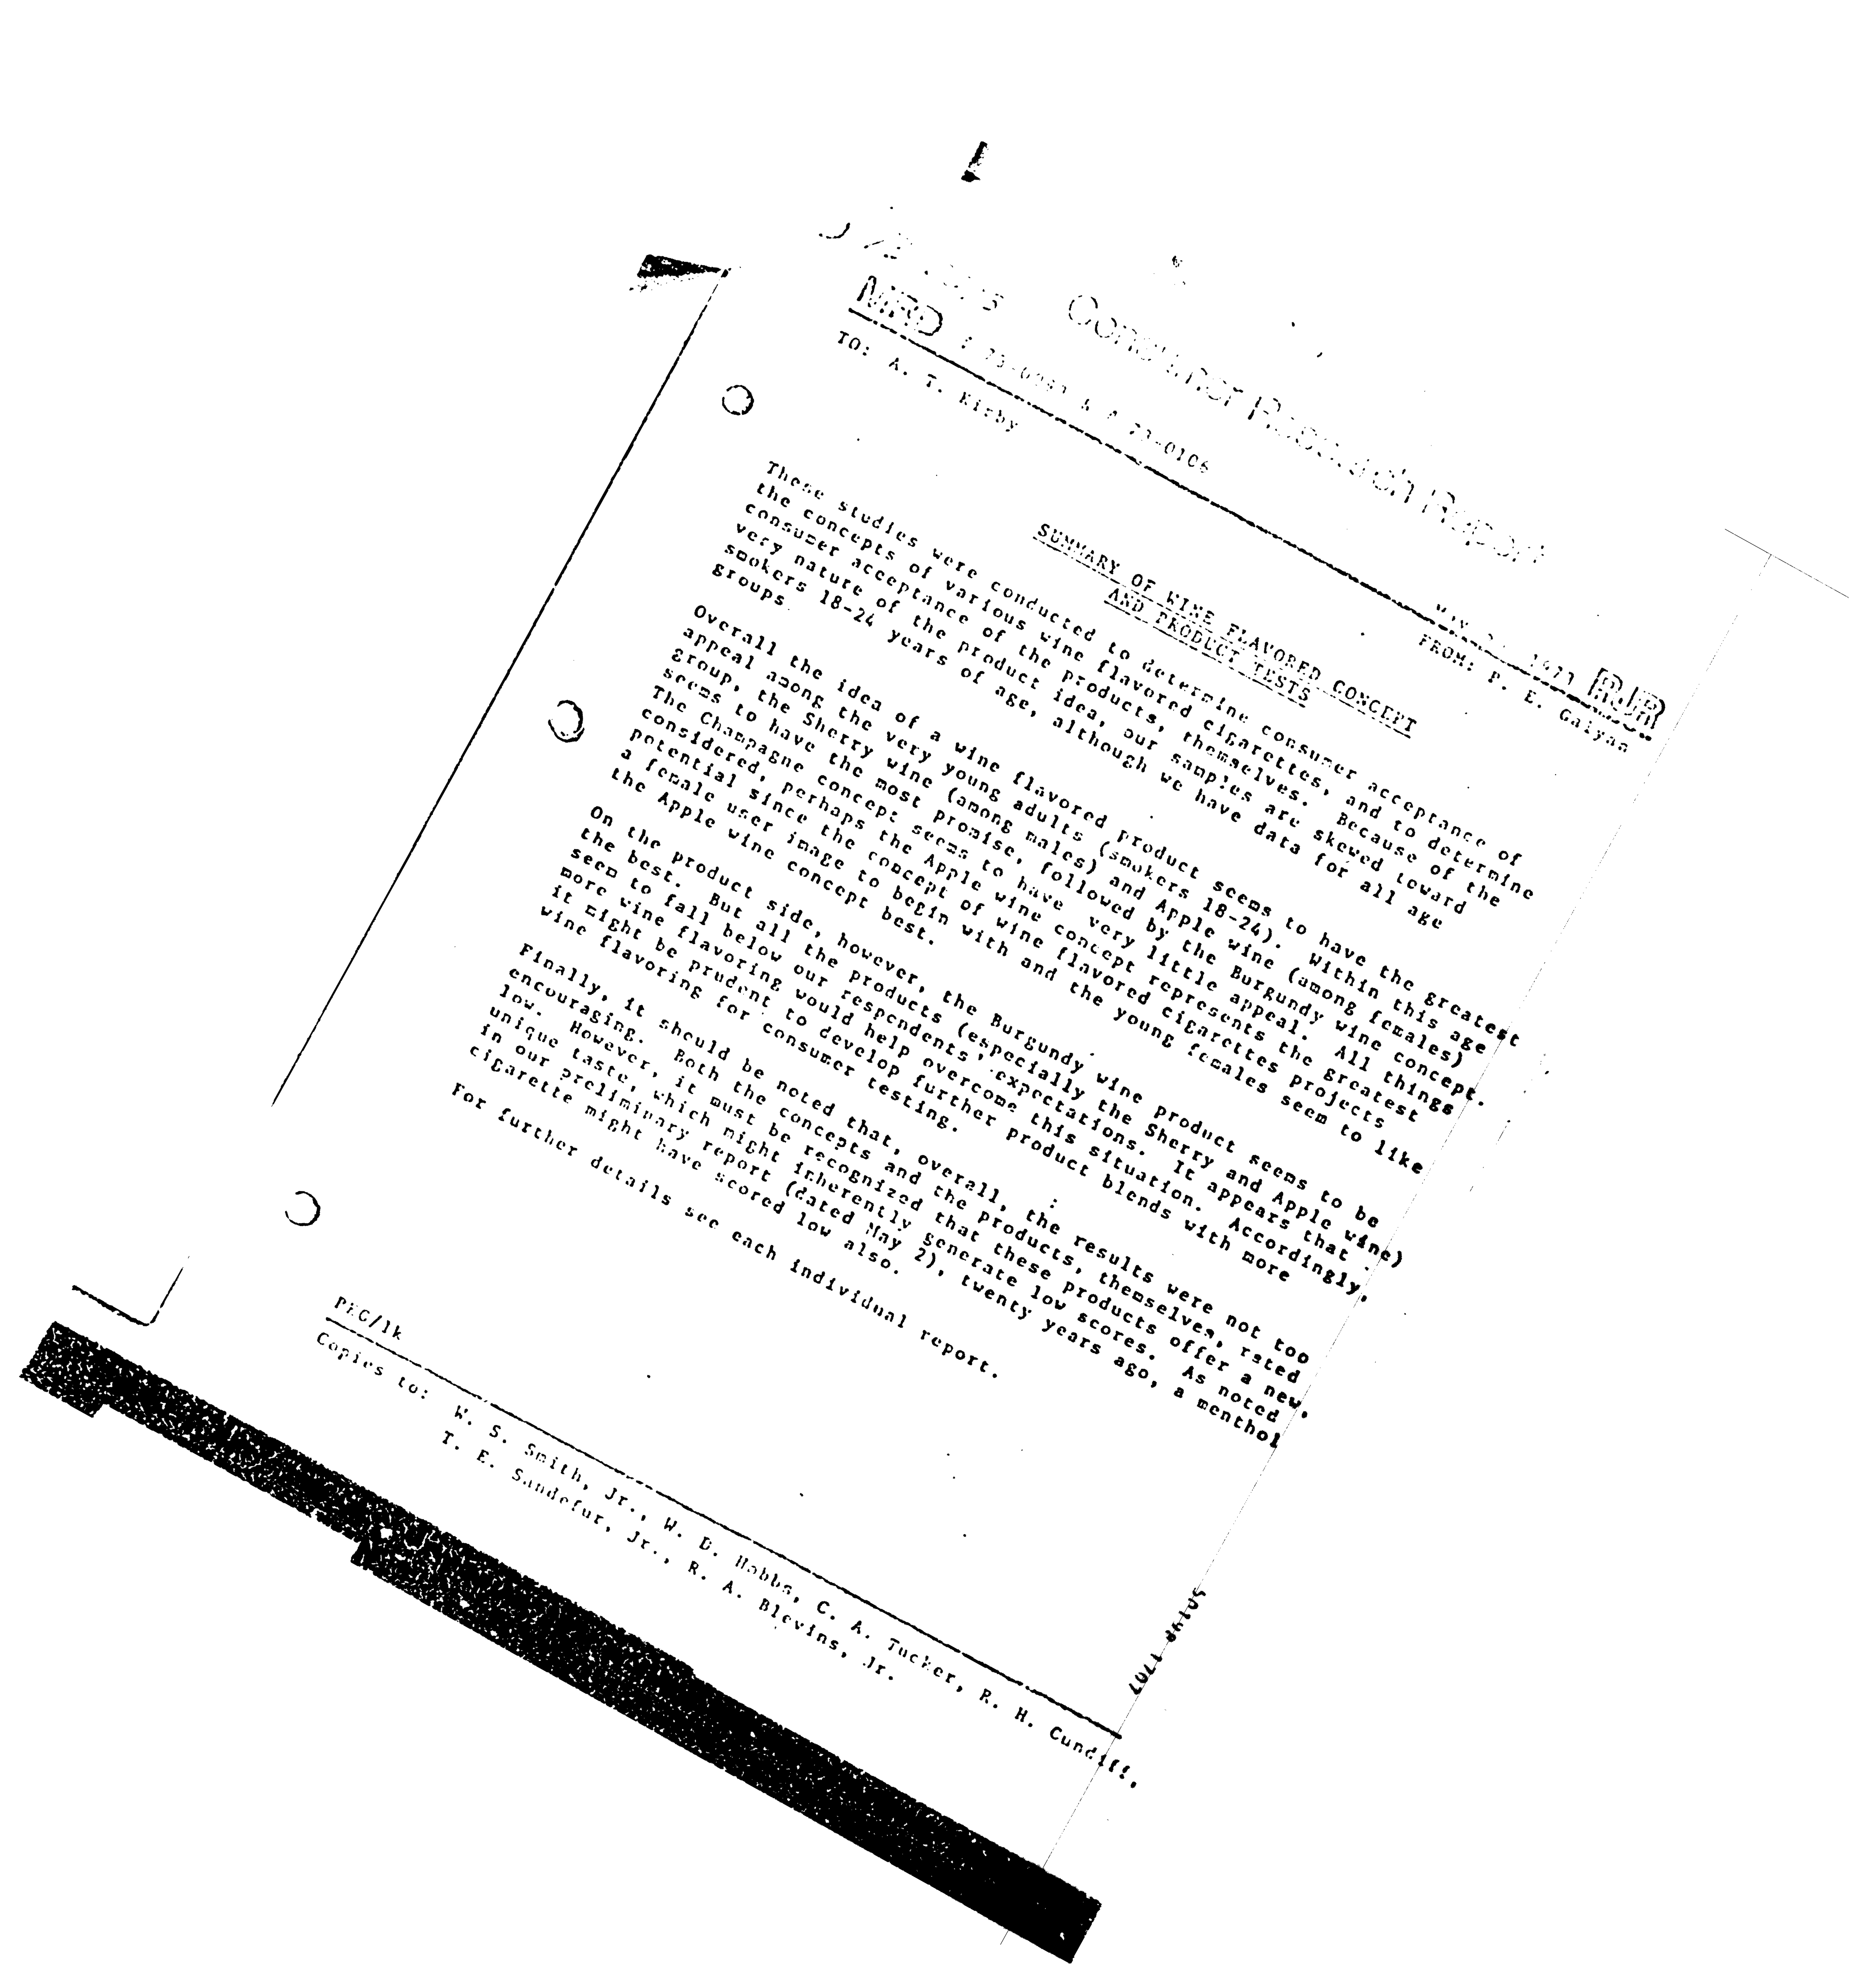 Consumer Research Report
MRD
RJR
TO: A. T. Kirby
FROM: P. E. Galyan
SUMMARY OF WINE FLAVORED CONCEPT
AND PRODUCT TESTS
These studies were conducted to determine consumer acceptance of
the concepts of various wine flavored cigarettes, and to determine
consumer acceptance of the products, themselves. Because of the
very nature of the product idea, our samples are skewed toward
smokers 18-24 years of age, although we have data for all age
groups.
Overall the idea of a wine flavored product seems to have the greatest
appeal among the very young adults (smokers 18-24). Within this age
group, the Sherry wine (among males) and Apple wine (among females)
seems to have the most promise, followed by the Burgundy wine concept.
The Champagne concept seems to have very little appeal. All things
considered, perhaps the Apple wine concept represents the greatest
potential since the concept of wine flavored cigarettes projects
a female user image to begin with and the young females seem to like
the Apple wine concept best.
On the product side, however, the Burgundy wine product seems to be
the best. But all the products (especially the Sherry and Apple wine)
seem to fall below our respondents' expectations. It appears that
more wine flavoring would help overcome this situation. Accordingly,
it might be prudent to develop further product blends with more
wine flavoring for consumer testing.
Finally, it should be noted that, overall, the results were not too
encouraging. Both the concepts and the products, themselves, rated
low. However, it must be recognized that these products offer a new,
unique taste, which might inherently generate low scores. As noted
in our preliminary report (dated May 2), twenty years ago, a menthol
cigarette might have scored low also.
For further details see each individual report.
PEG/lk
Copies to: W. S. Smith, Jr., W. D. Hobbs, C. A. Tucker, R. H. Cundiff,
T. E. Sandefur, Jr., R. A. Blevins, Jr.